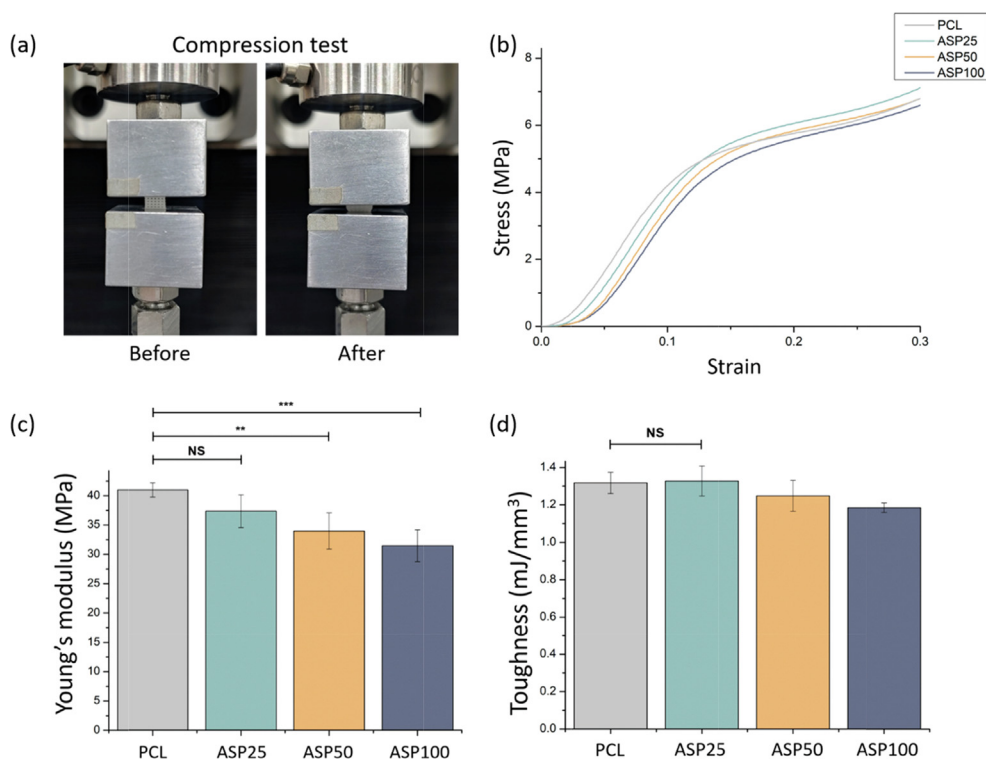 (a)
Compression test
Before
After
(b)
PCL
ASP25
ASP50
ASP100
Stress (MPa)
8
6
4
2
0
0.0
0.1
0.2
0.3
Strain
(c)
***
**
NS
Young's modulus (MPa)
40
35
30
25
20
15
10
5
0
PCL
ASP25
ASP50
ASP100
(d)
NS
Toughness (mJ/mm³)
1.4
1.2
1.0
0.8
0.6
0.4
0.2
0.0
PCL
ASP25
ASP50
ASP100